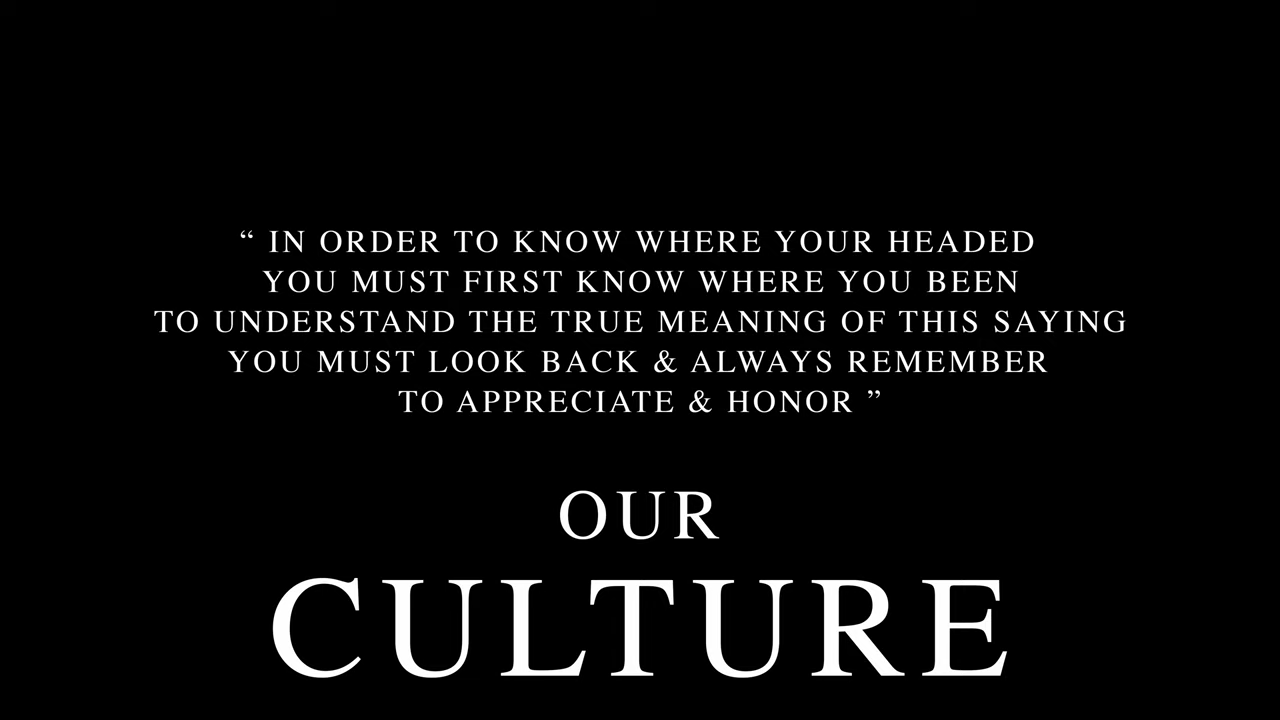 “ IN ORDER TO KNOW WHERE YOUR HEADED
YOU MUST FIRST KNOW WHERE YOU BEEN
TO UNDERSTAND THE TRUE MEANING OF THIS SAYING
YOU MUST LOOK BACK & ALWAYS REMEMBER
TO APPRECIATE & HONOR ”
OUR
CULTURE